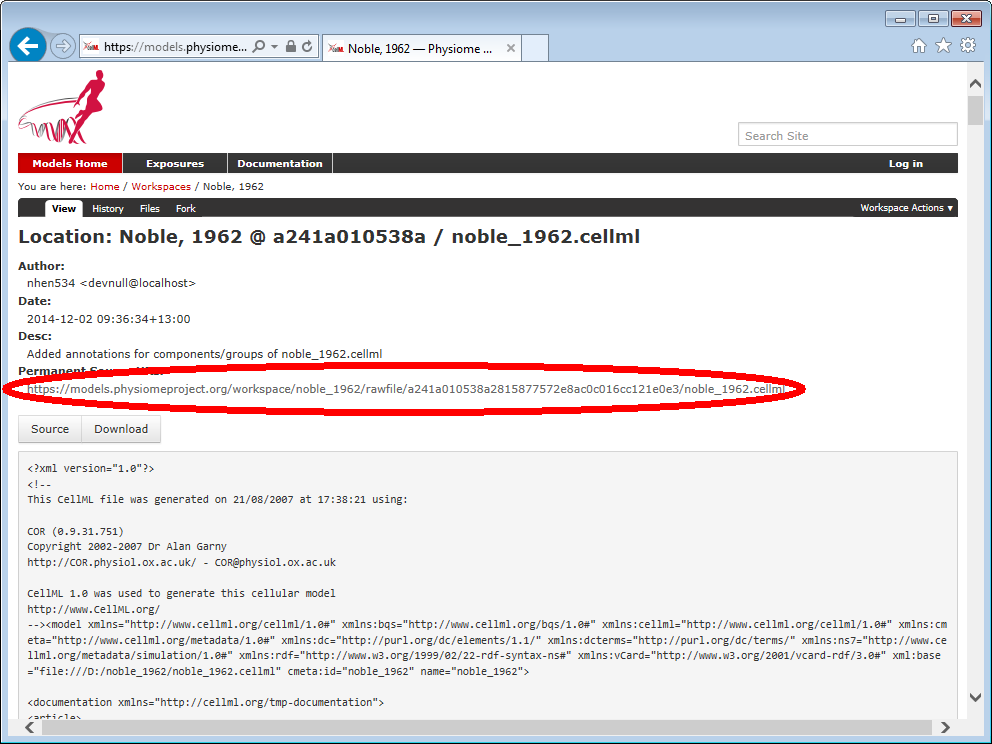 https://models.physiome...
Noble, 1962 — Physiome ...
Search Site
Models Home Exposures Documentation Log in
You are here: Home / Workspaces / Noble, 1962
View History Files Fork Workspace Actions ▾
Location: Noble, 1962 @ a241a010538a / noble_1962.cellml
Author:
nhen534 <devnull@localhost>
Date:
2014-12-02 09:36:34+13:00
Desc:
Added annotations for components/groups of noble_1962.cellml
Permanent
https://models.physiomeproject.org/workspace/noble_1962/rawfile/a241a010538a2815877572e8ac0c016cc121e0e3/noble_1962.cellml
Source Download
<?xml version="1.0"?>
<!--
This CellML file was generated on 21/08/2007 at 17:38:21 using:
COR (0.9.31.751)
Copyright 2002-2007 Dr Alan Garny
http://COR.physiol.ox.ac.uk/ - COR@physiol.ox.ac.uk
CellML 1.0 was used to generate this cellular model
http://www.CellML.org/
--><model xmlns="http://www.cellml.org/cellml/1.0#" xmlns:bqs="http://www.cellml.org/bqs/1.0#" xmlns:cellml="http://www.cellml.org/cellml/1.0#" xmlns:cm
eta="http://www.cellml.org/metadata/1.0#" xmlns:dc="http://purl.org/dc/elements/1.1/" xmlns:dcterms="http://purl.org/dc/terms/" xmlns:ns7="http://www.ce
llml.org/metadata/simulation/1.0#" xmlns:rdf="http://www.w3.org/1999/02/22-rdf-syntax-ns#" xmlns:vCard="http://www.w3.org/2001/vcard-rdf/3.0#" xml:base
="file:///D:/noble_1962/noble_1962.cellml" cmeta:id="noble_1962" name="noble_1962">
<documentation xmlns="http://cellml.org/tmp-documentation">
<article>